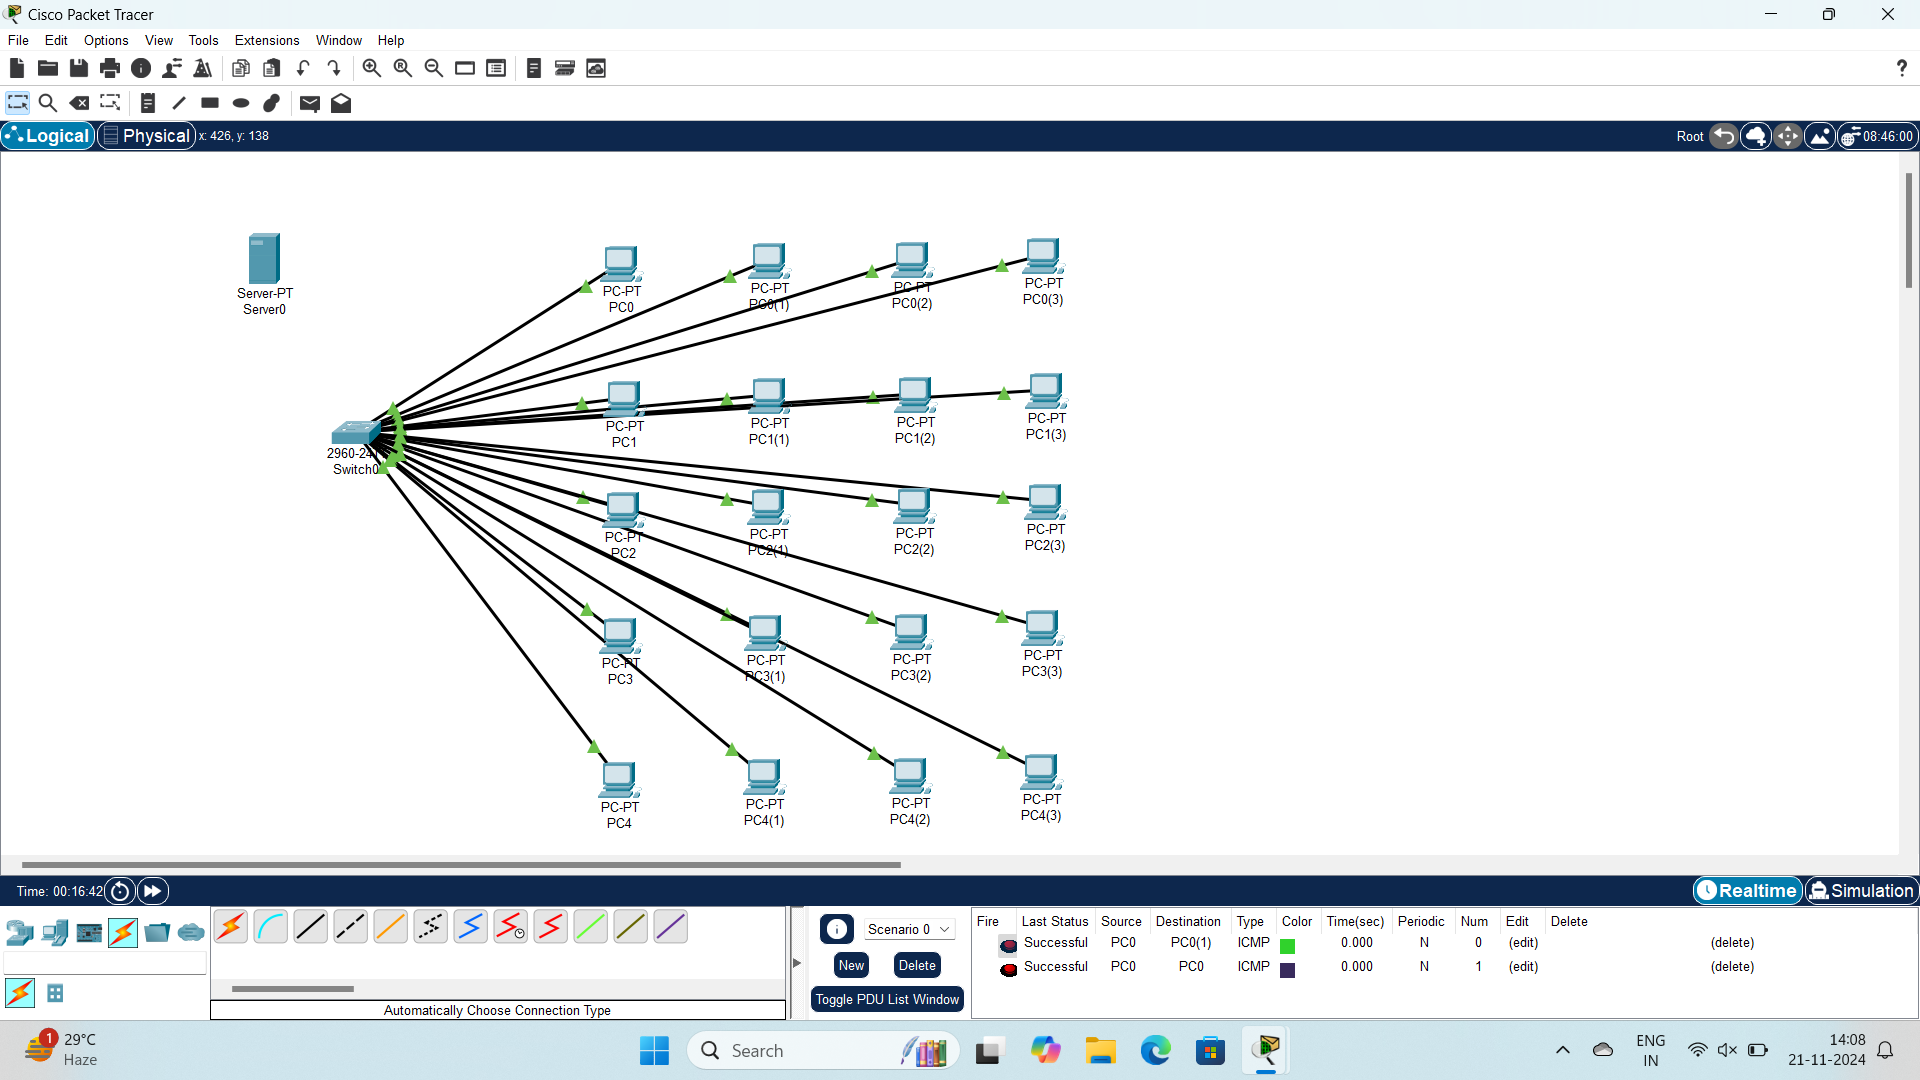 Cisco Packet Tracer
File Edit Options View Tools Extensions Window Help
Logical Physical x: 426, y: 138 Root 08:46:00
Server-PT
Server0
PC-PT
PC0
PC-PT
PC0(1)
PC-PT
PC0(2)
PC-PT
PC0(3)
PC-PT
PC1
PC-PT
PC1(1)
PC-PT
PC1(2)
PC-PT
PC1(3)
2960-24
Switch0
PC-PT
PC2
PC-PT
PC2(1)
PC-PT
PC2(2)
PC-PT
PC2(3)
PC-PT
PC3
PC-PT
PC3(1)
PC-PT
PC3(2)
PC-PT
PC3(3)
PC-PT
PC4
PC-PT
PC4(1)
PC-PT
PC4(2)
PC-PT
PC4(3)
Time: 00:16:42 Realtime Simulation
Automatically Choose Connection Type
Scenario 0
New Delete
Toggle PDU List Window
Fire Last Status Source Destination Type Color Time(sec) Periodic Num Edit Delete
Successful PC0 PC0(1) ICMP 0.000 N 0 (edit) (delete)
Successful PC0 PC0 ICMP 0.000 N 1 (edit) (delete)
1
29°C
Haze
Search
ENG
IN
14:08
21-11-2024